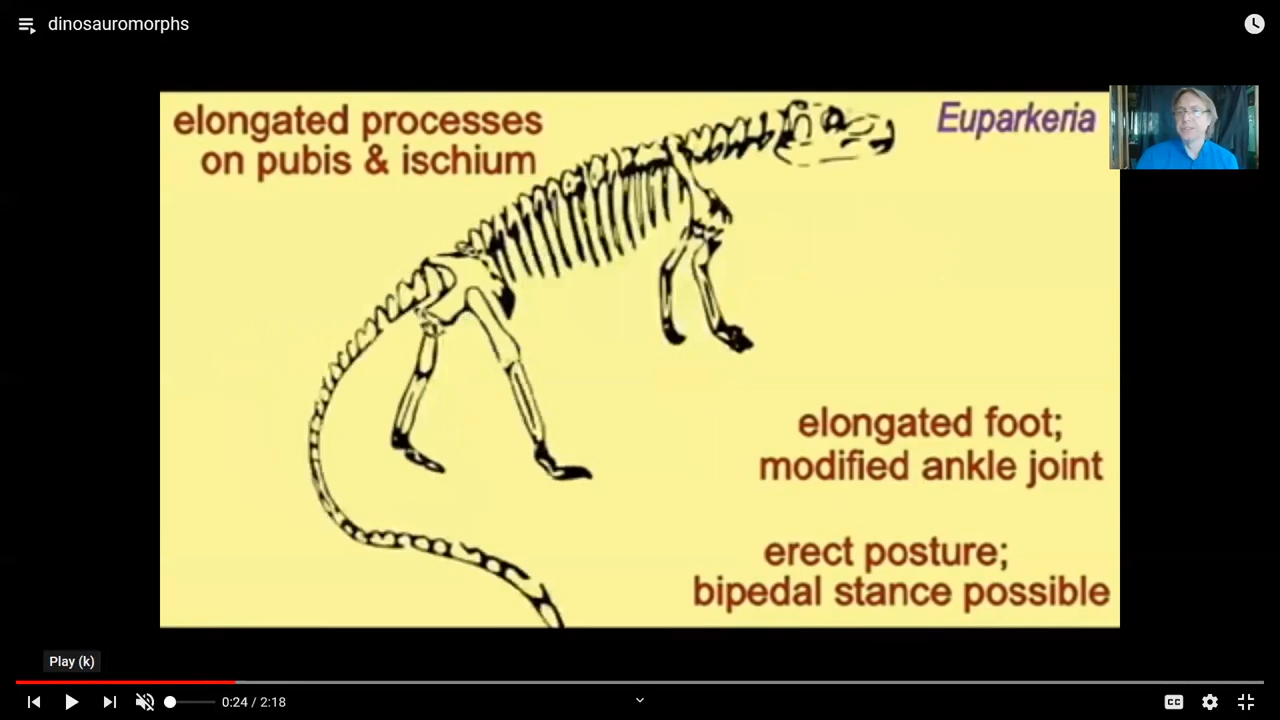 dinosauromorphs
elongated processes
on pubis & ischium
Euparkeria
elongated foot;
modified ankle joint
erect posture;
bipedal stance possible
Play (k)
0:24 / 2:18
CC